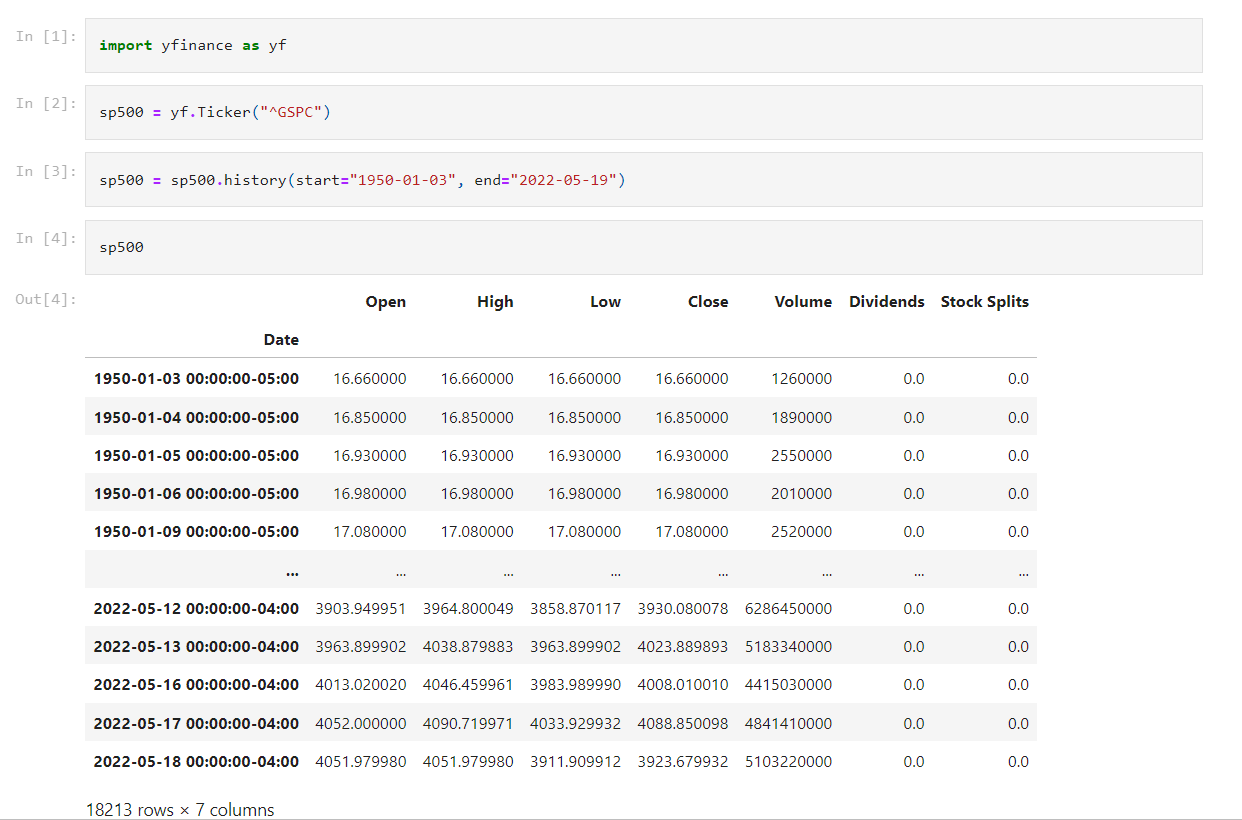 In [1]: import yfinance as yf
In [2]: sp500 = yf.Ticker("^GSPC")
In [3]: sp500 = sp500.history(start="1950-01-03", end="2022-05-19")
In [4]: sp500
Out[4]: Open High Low Close Volume Dividends Stock Splits
Date
1950-01-03 00:00:00-05:00 16.660000 16.660000 16.660000 16.660000 1260000 0.0 0.0
1950-01-04 00:00:00-05:00 16.850000 16.850000 16.850000 16.850000 1890000 0.0 0.0
1950-01-05 00:00:00-05:00 16.930000 16.930000 16.930000 16.930000 2550000 0.0 0.0
1950-01-06 00:00:00-05:00 16.980000 16.980000 16.980000 16.980000 2010000 0.0 0.0
1950-01-09 00:00:00-05:00 17.080000 17.080000 17.080000 17.080000 2520000 0.0 0.0
... ... ... ... ... ... ... ...
2022-05-12 00:00:00-04:00 3903.949951 3964.800049 3858.870117 3930.080078 6286450000 0.0 0.0
2022-05-13 00:00:00-04:00 3963.899902 4038.879883 3963.899902 4023.889893 5183340000 0.0 0.0
2022-05-16 00:00:00-04:00 4013.020020 4046.459961 3983.989990 4008.010010 4415030000 0.0 0.0
2022-05-17 00:00:00-04:00 4052.000000 4090.719971 4033.929932 4088.850098 4841410000 0.0 0.0
2022-05-18 00:00:00-04:00 4051.979980 4051.979980 3911.909912 3923.679932 5103220000 0.0 0.0
18213 rows × 7 columns